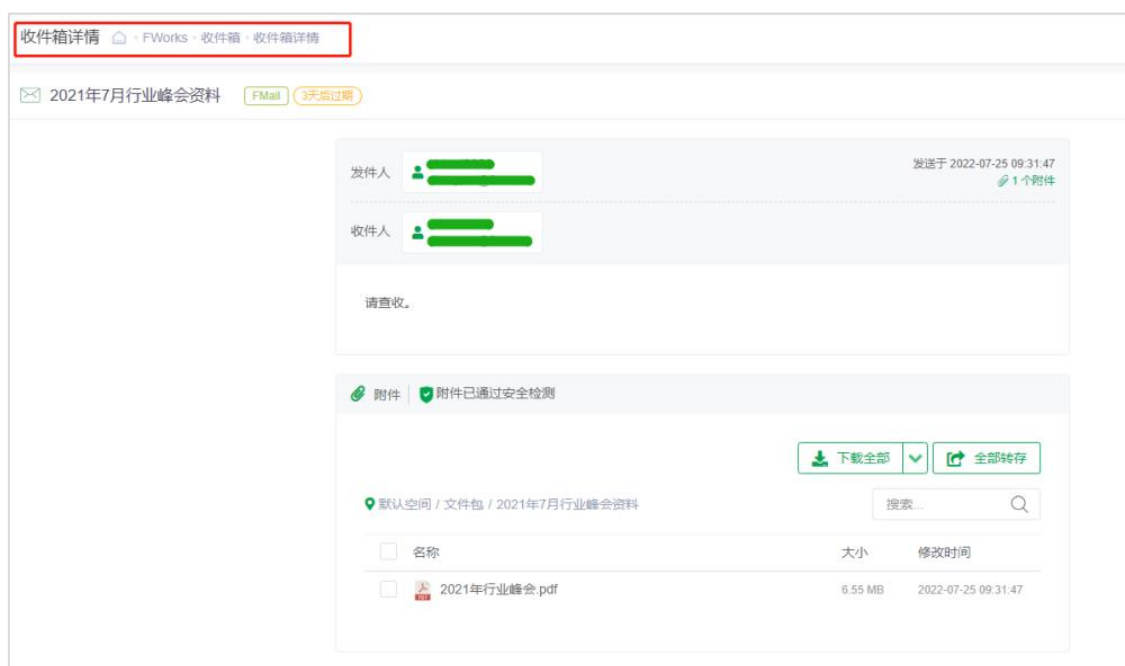 收件箱详情 FWorks 收件箱 收件箱详情
2021年7月行业峰会资料 FMail 3天后过期
发件人 发送于 2022-07-25 09:31:47
1 个附件
收件人
请查收。
附件 附件已通过安全检测
下载全部 全部转存
默认空间 / 文件包 / 2021年7月行业峰会资料 搜索...
名称 大小 修改时间
2021年行业峰会.pdf 6.55 MB 2022-07-25 09:31:47